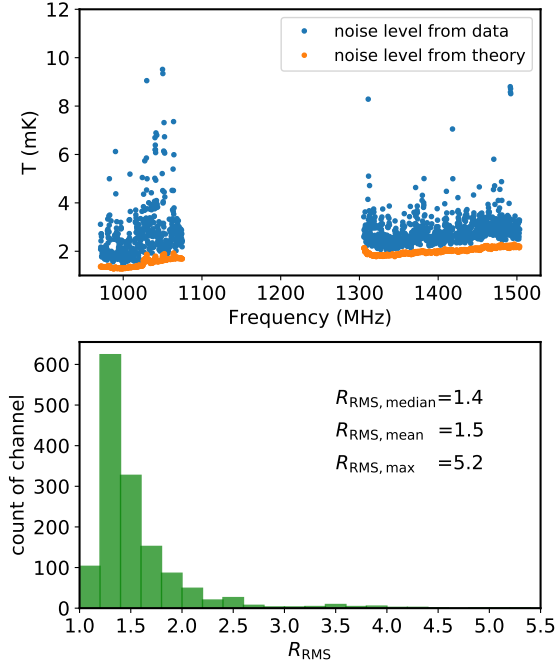 12
10
8
6
4
2
T (mK)
noise level from data
noise level from theory
1000 1100 1200 1300 1400 1500
Frequency (MHz)
600
500
400
300
200
100
0
count of channel
R_RMS, median=1.4
R_RMS, mean =1.5
R_RMS, max =5.2
1.0 1.5 2.0 2.5 3.0 3.5 4.0 4.5 5.0 5.5
R_RMS